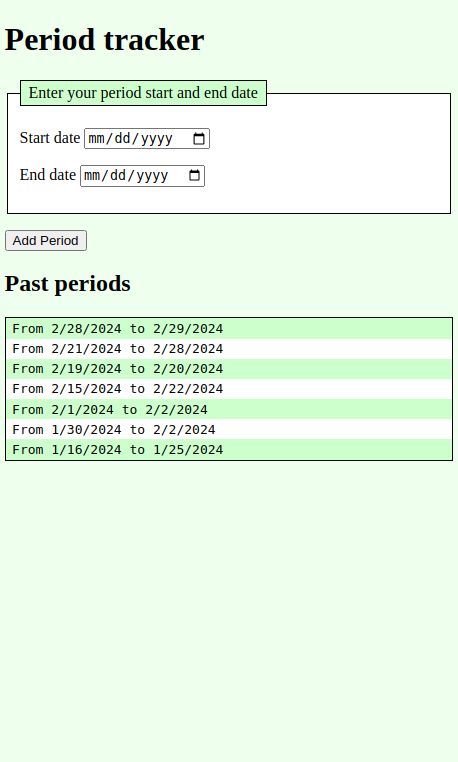 Period tracker
Enter your period start and end date
Start date mm/dd/yyyy
End date mm/dd/yyyy
Add Period
Past periods
From 2/28/2024 to 2/29/2024
From 2/21/2024 to 2/28/2024
From 2/19/2024 to 2/20/2024
From 2/15/2024 to 2/22/2024
From 2/1/2024 to 2/2/2024
From 1/30/2024 to 2/2/2024
From 1/16/2024 to 1/25/2024